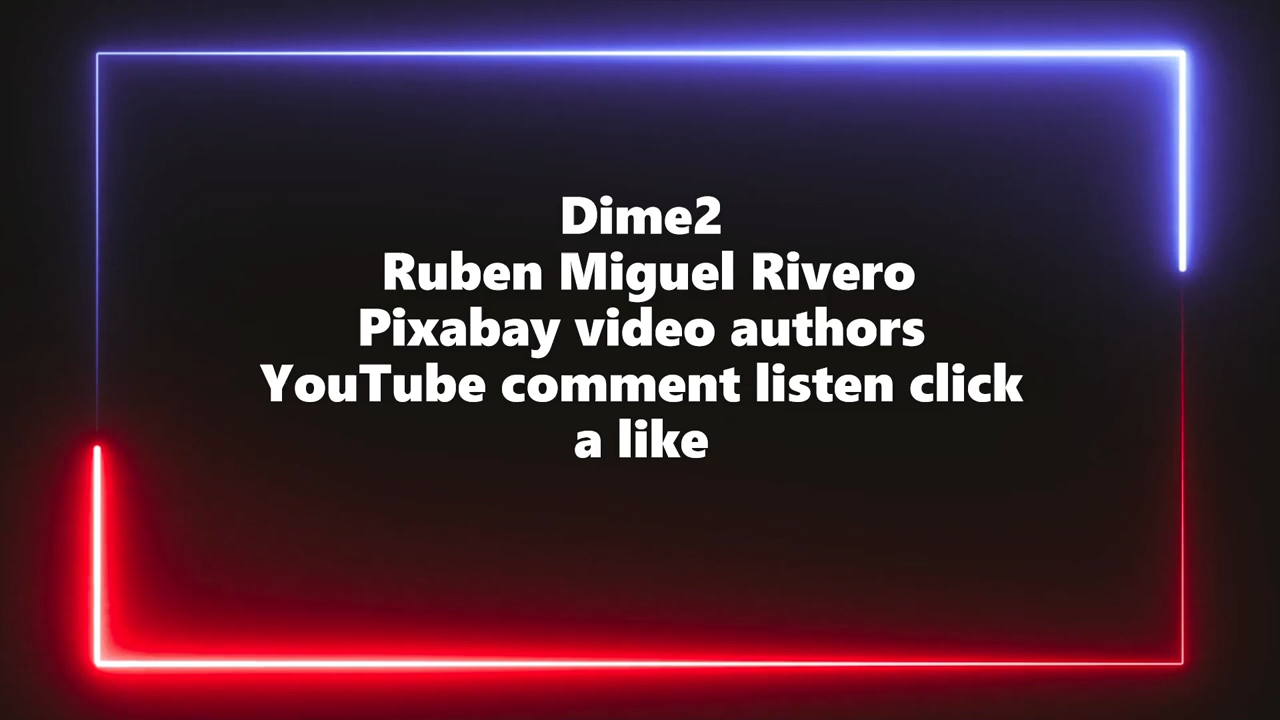 Dime2
Ruben Miguel Rivero
Pixabay video authors
YouTube comment listen click
a like